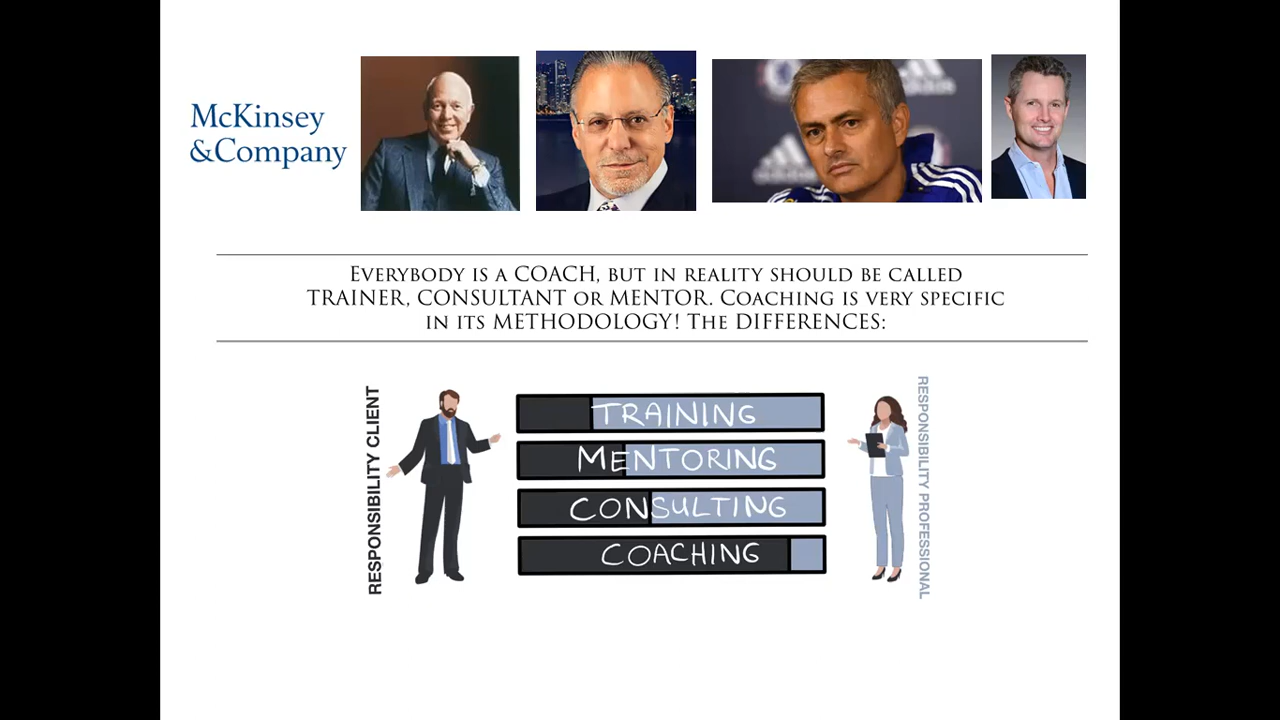 McKinsey
&Company
adidas
EVERYBODY IS A COACH, BUT IN REALITY SHOULD BE CALLED
TRAINER, CONSULTANT OR MENTOR. COACHING IS VERY SPECIFIC
IN ITS METHODOLOGY! THE DIFFERENCES:
RESPONSIBILITY CLIENT
TRAINING
MENTORING
CONSULTING
COACHING
RESPONSIBILITY PROFESSIONAL